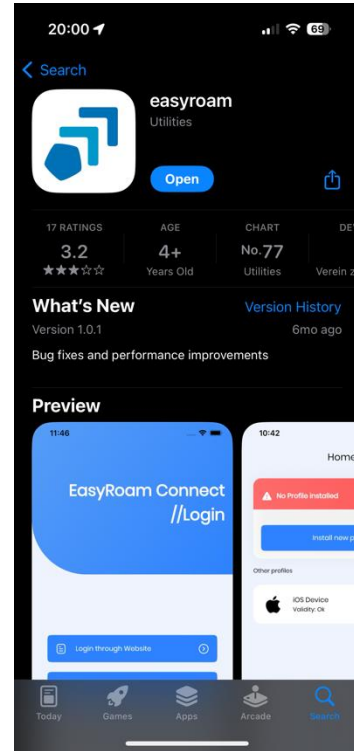 20:00
69
Search
easyroam
Utilities
Open
17 RATINGS
AGE
CHART
DE
3.2
4+
No.77
Years Old
Utilities
Verein z
What's New
Version History
Version 1.0.1
6mo ago
Bug fixes and performance improvements
Preview
11:46
10:42
EasyRoam Connect
//Login
Home
No Profile installed
Install new p
Other profiles
iOS Device
Validity: Ok
Login through Website
Today
Games
Apps
Arcade
Search